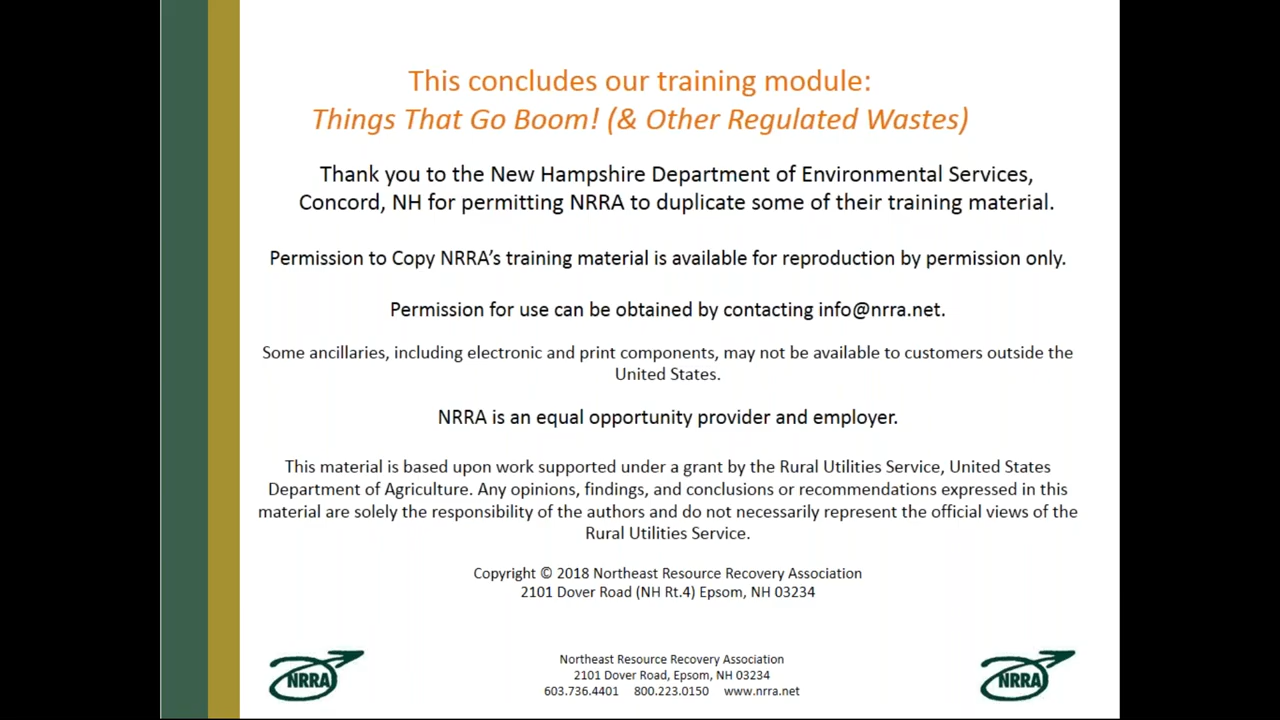 This concludes our training module:
Things That Go Boom! (& Other Regulated Wastes)
Thank you to the New Hampshire Department of Environmental Services,
Concord, NH for permitting NRRA to duplicate some of their training material.
Permission to Copy NRRA's training material is available for reproduction by permission only.
Permission for use can be obtained by contacting info@nrra.net.
Some ancillaries, including electronic and print components, may not be available to customers outside the
United States.
NRRA is an equal opportunity provider and employer.
This material is based upon work supported under a grant by the Rural Utilities Service, United States
Department of Agriculture. Any opinions, findings, and conclusions or recommendations expressed in this
material are solely the responsibility of the authors and do not necessarily represent the official views of the
Rural Utilities Service.
Copyright © 2018 Northeast Resource Recovery Association
2101 Dover Road (NH Rt.4) Epsom, NH 03234
NRRA
Northeast Resource Recovery Association
2101 Dover Road, Epsom, NH 03234
603.736.4401 800.223.0150 www.nrra.net
NRRA